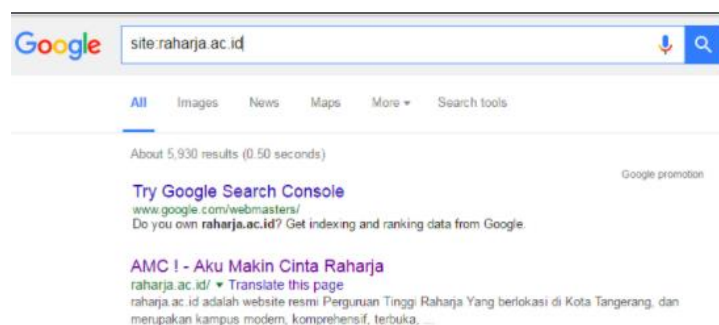 Google site:raharja.ac.id
All Images News Maps More Search tools
About 5,930 results (0.50 seconds)
Google promotion
Try Google Search Console
www.google.com/webmasters/
Do you own raharja.ac.id? Get indexing and ranking data from Google.
AMC ! - Aku Makin Cinta Raharja
raharja.ac.id/ Translate this page
raharja.ac.id adalah website resmi Perguruan Tinggi Raharja Yang berlokasi di Kota Tangerang, dan
merupakan kampus modern, komprehensif, terbuka, ...